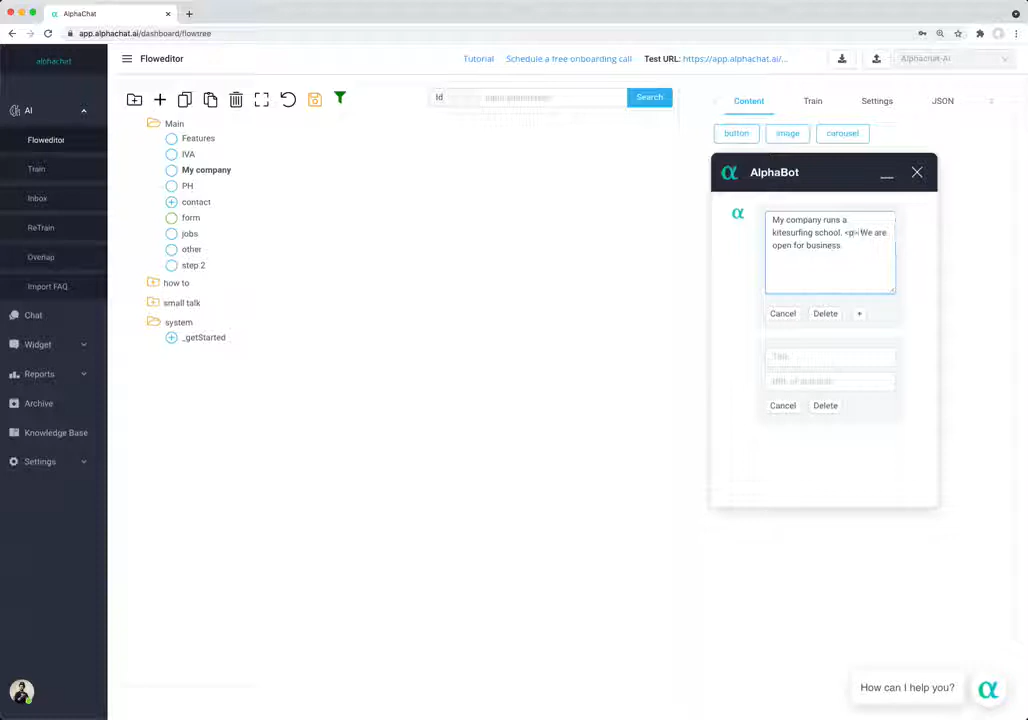 AlphaChat
app.alphachat.ai/dashboard/flowtree
alphachat
Floweditor
Tutorial
Schedule a free onboarding call
Test URL: https://app.alphachat.ai/...
AI
Floweditor
Train
Inbox
ReTrain
Overlap
Import FAQ
Chat
Widget
Reports
Archive
Knowledge Base
Settings
Main
Features
IVA
My company
PH
contact
form
jobs
other
step 2
how to
small talk
system
_getStarted
Id
Search
Content
Train
Settings
JSON
button
image
carousel
AlphaBot
My company runs a
kitesurfing school. <p>We are
open for business
Cancel
Delete
+
Title
Cancel
Delete
How can I help you?